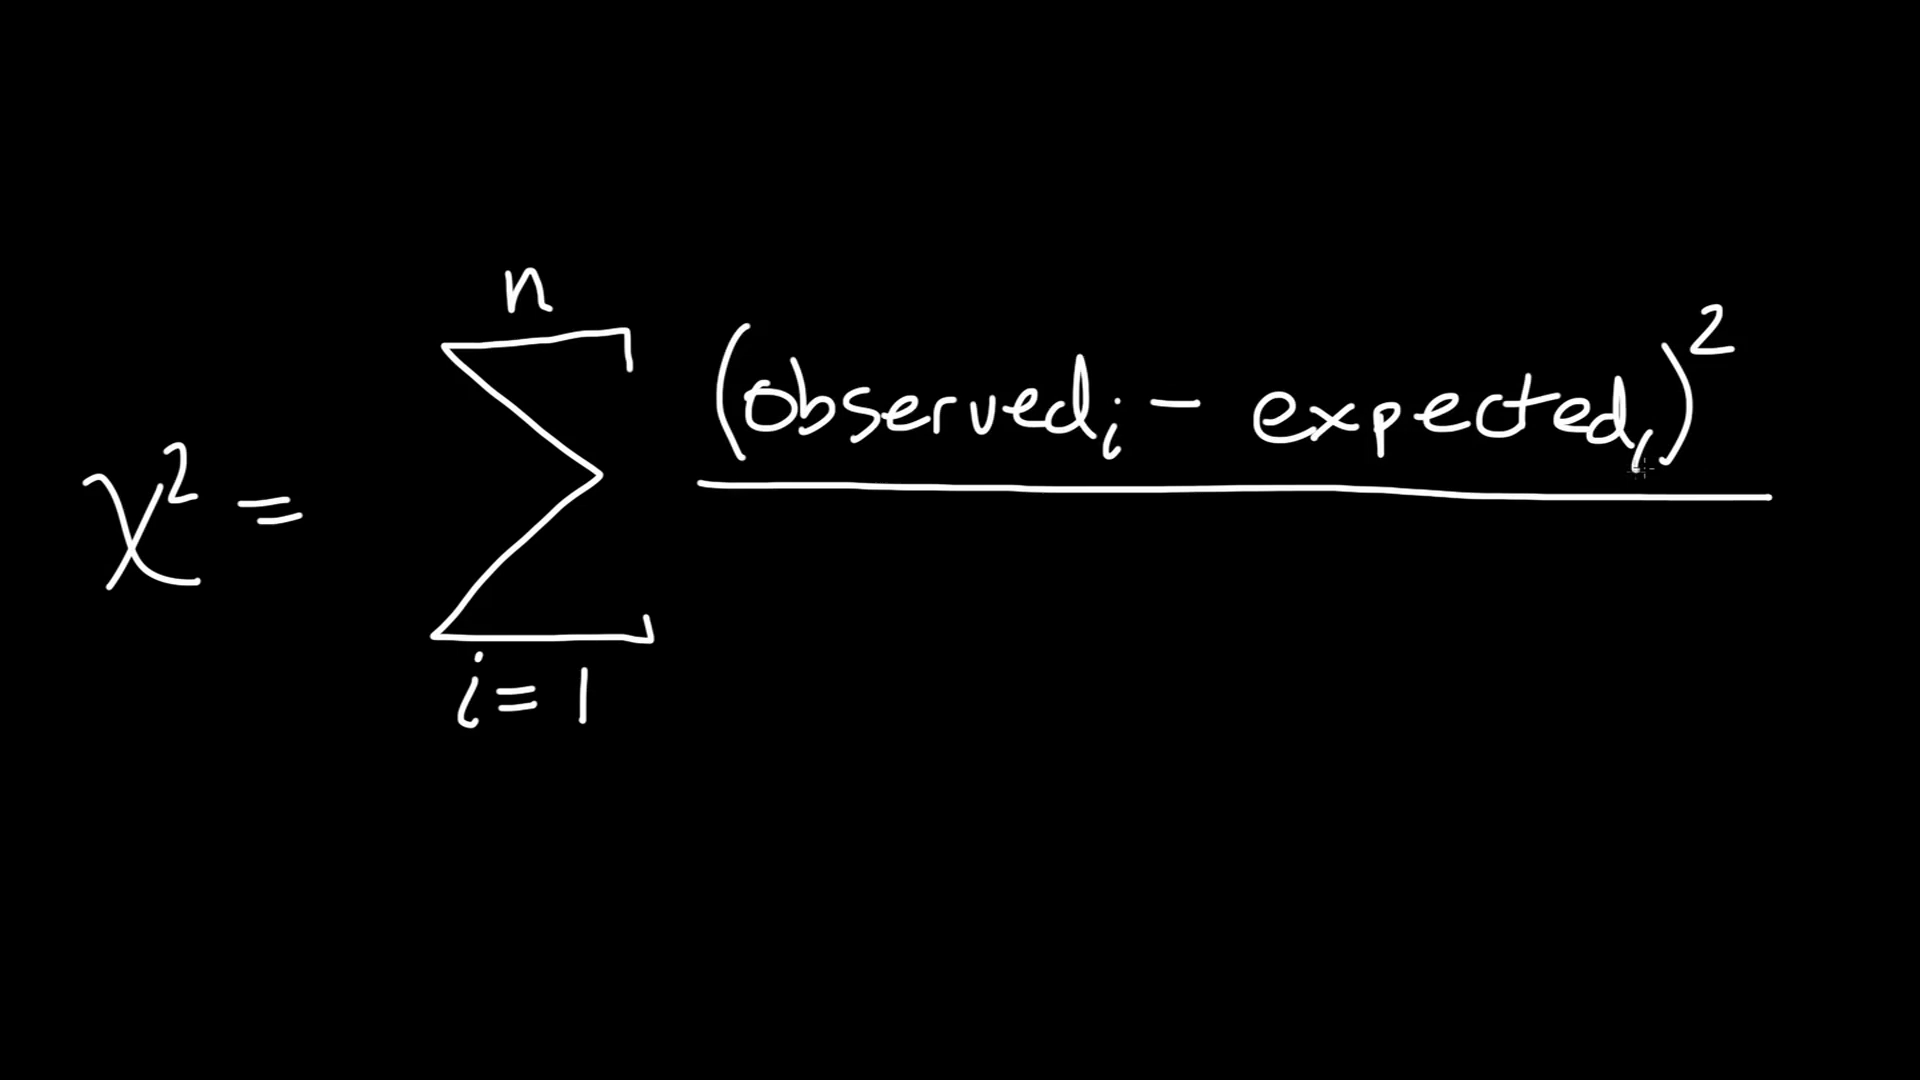 χ² = n∑i=1 (observedᵢ − expectedᵢ)²